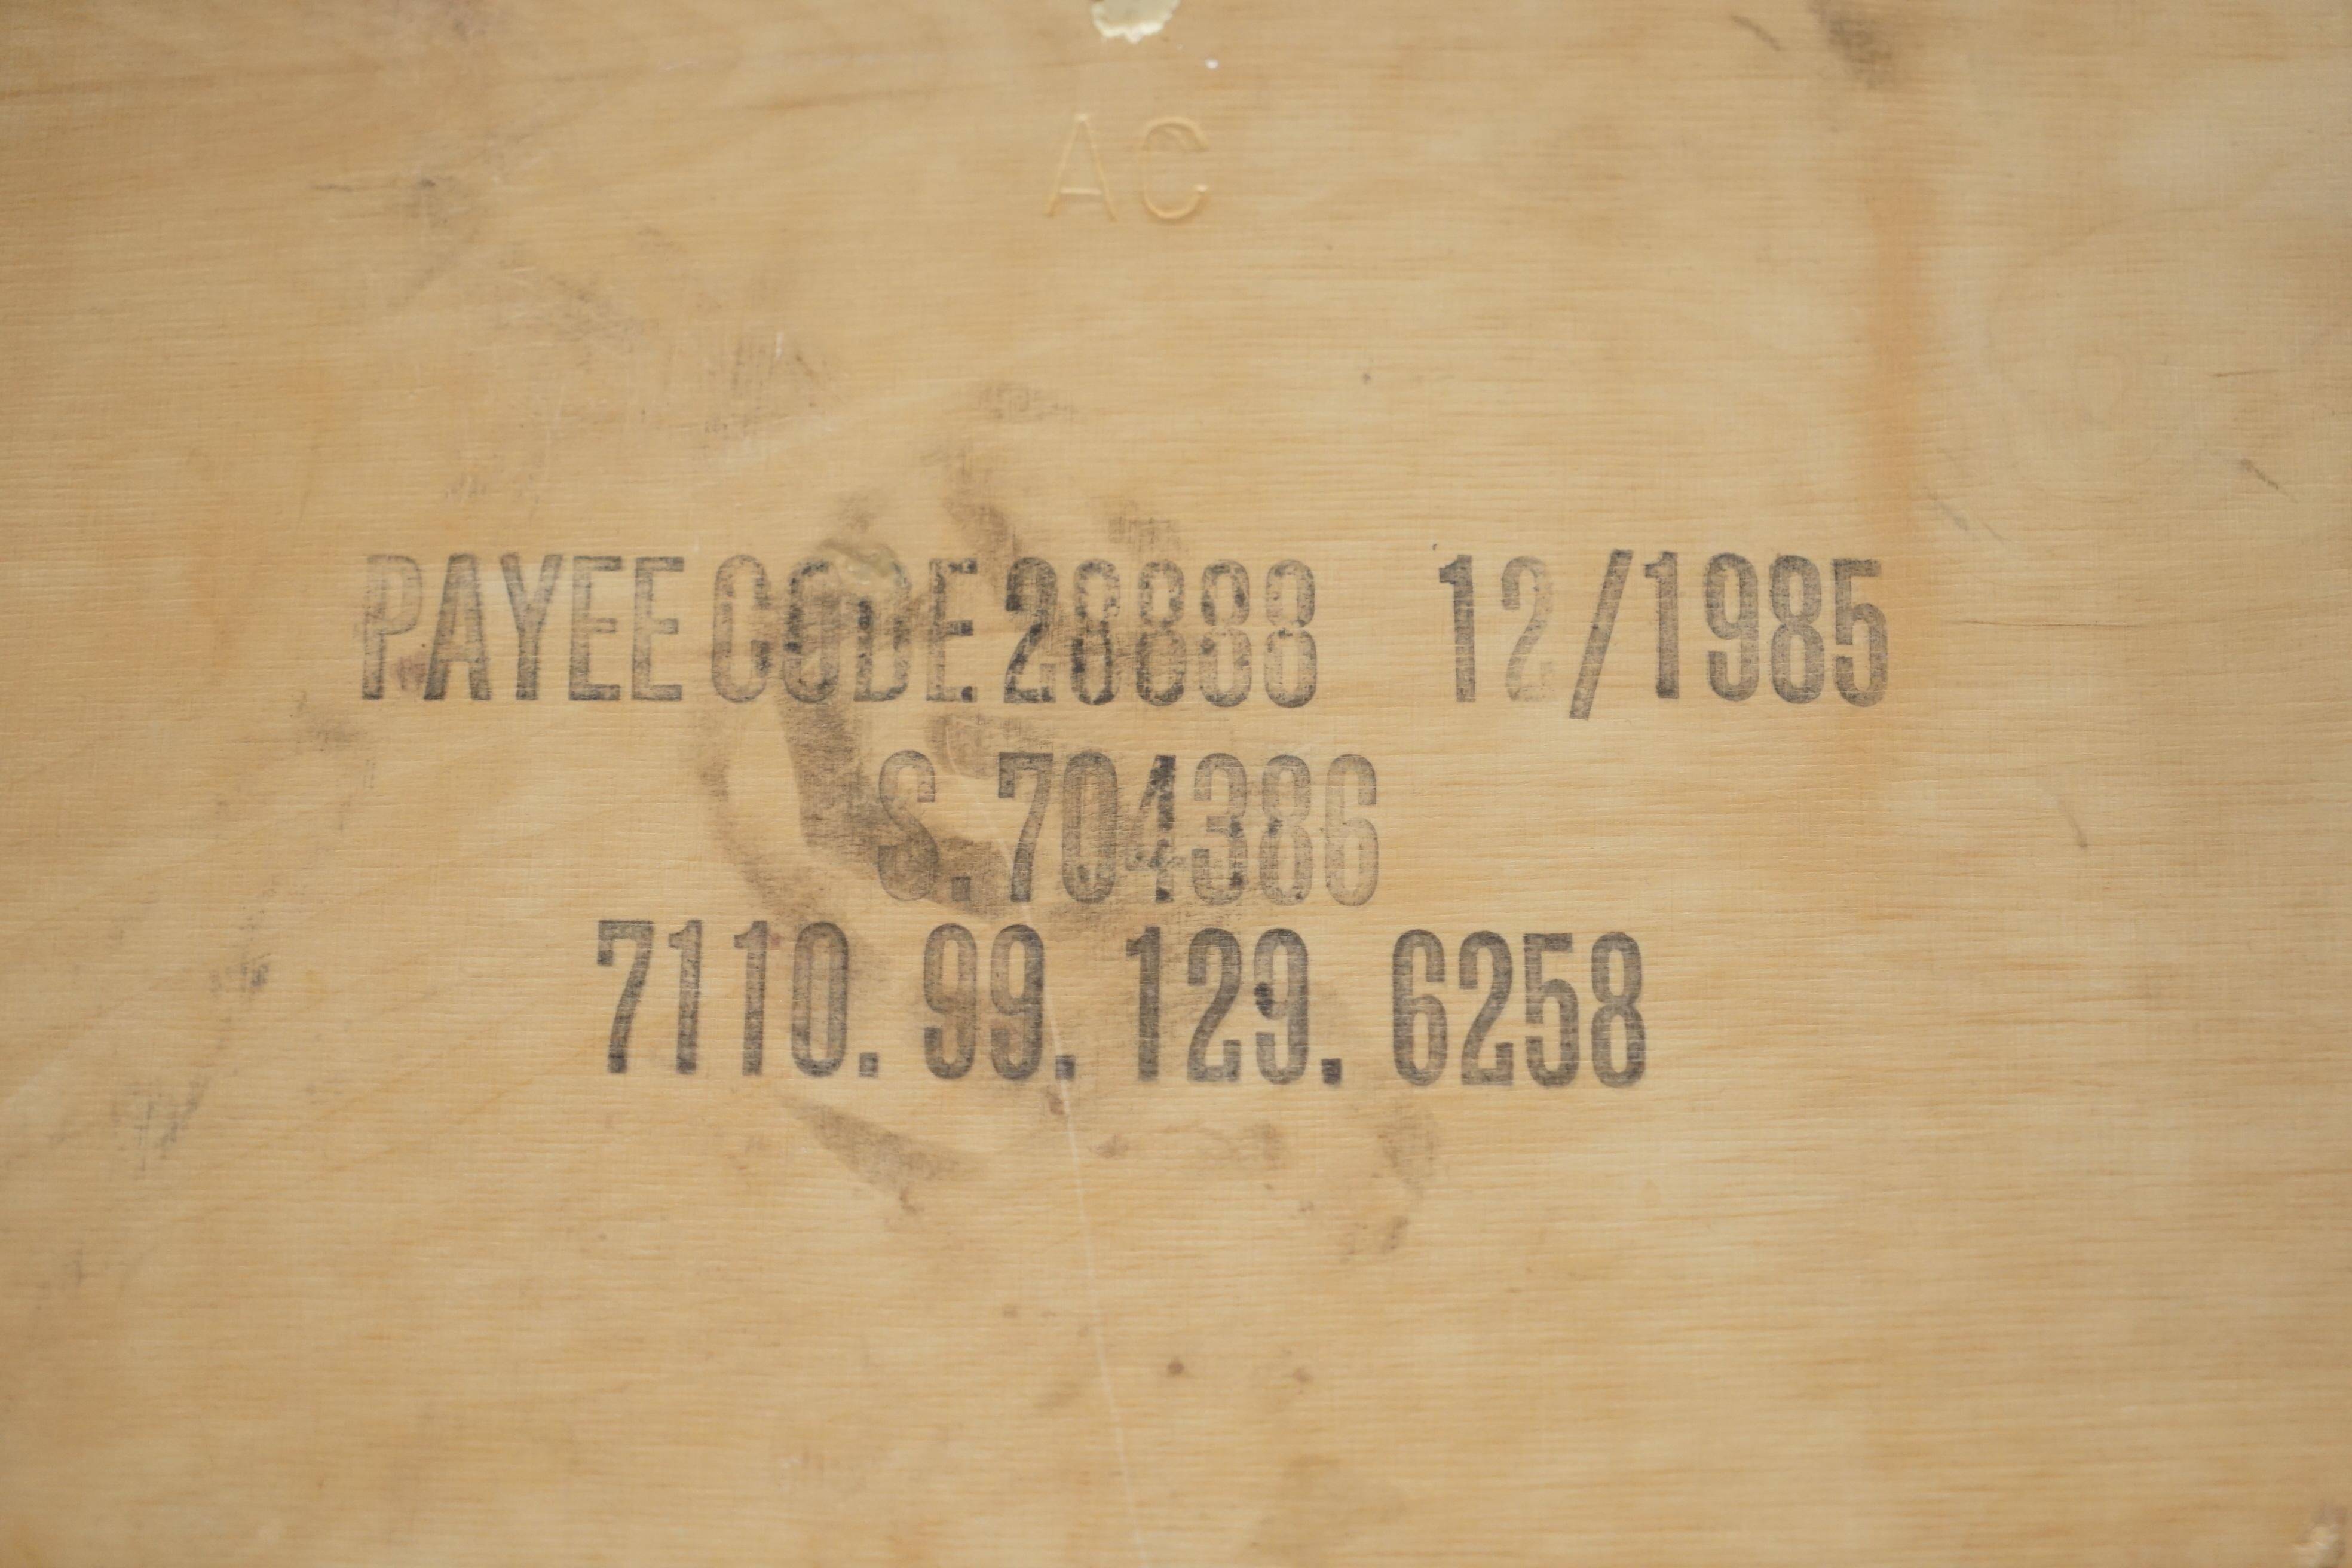 AC
PAYEE CODE 28888 12/1985
S.704386
7110.99.129.6258